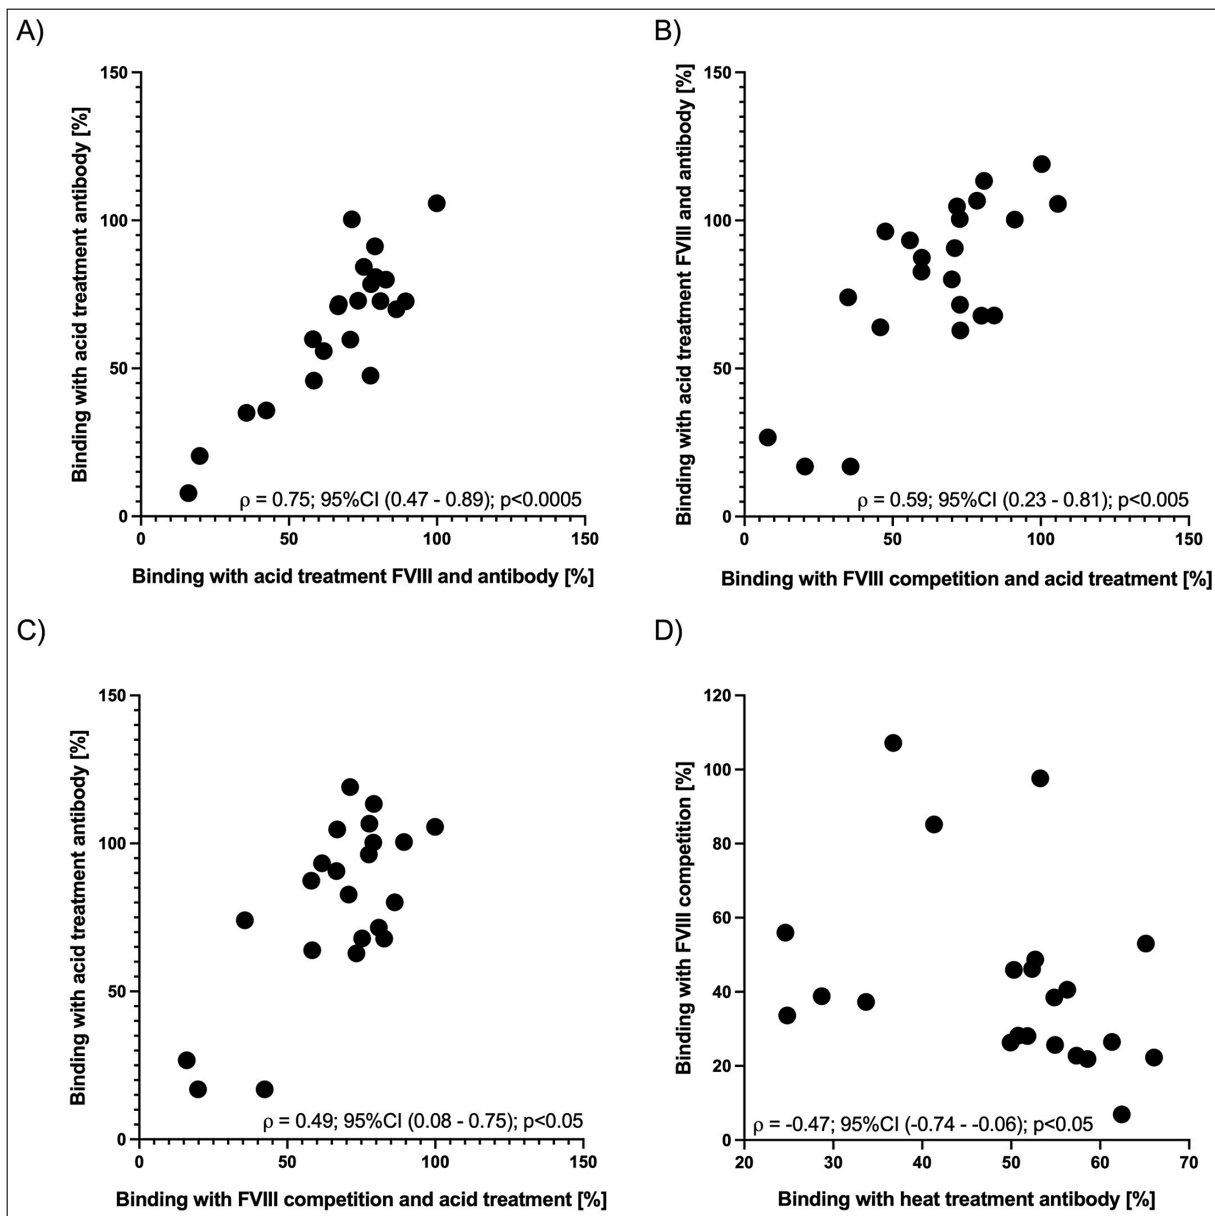 A)
Binding with acid treatment antibody [%]
150
100
50
0
ρ = 0.75; 95%CI (0.47 - 0.89); p<0.0005
0 50 100 150
Binding with acid treatment FVIII and antibody [%]
B)
Binding with acid treatment FVIII and antibody [%]
150
100
50
0
ρ = 0.59; 95%CI (0.23 - 0.81); p<0.005
0 50 100 150
Binding with FVIII competition and acid treatment [%]
C)
Binding with acid treatment antibody [%]
150
100
50
0
ρ = 0.49; 95%CI (0.08 - 0.75); p<0.05
0 50 100 150
Binding with FVIII competition and acid treatment [%]
D)
Binding with FVIII competition [%]
120
100
80
60
40
20
0
ρ = -0.47; 95%CI (-0.74 - -0.06); p<0.05
20 30 40 50 60 70
Binding with heat treatment antibody [%]